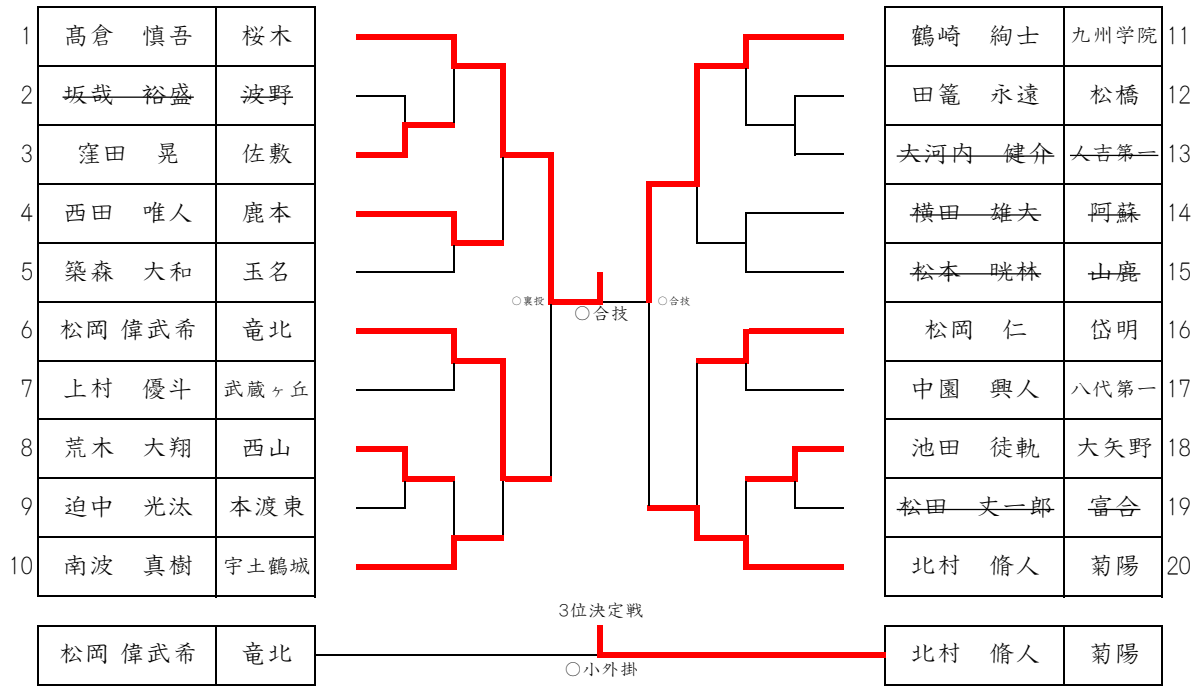 1 髙倉 慎吾 桜木
2 坂哉 裕盛 波野
3 窪田 晃 佐敷
4 西田 唯人 鹿本
5 築森 大和 玉名
6 松岡 偉武希 竜北
7 上村 優斗 武蔵ヶ丘
8 荒木 大翔 西山
9 迫中 光汰 本渡東
10 南波 真樹 宇土鶴城
○裏投
○合技
○合技
鶴崎 絢士 九州学院 11
田篭 永遠 松橋 12
大河内 健介 人吉第一 13
横田 雄大 阿蘇 14
松本 晄林 山鹿 15
松岡 仁 岱明 16
中園 興人 八代第一 17
池田 徒軌 大矢野 18
松田 丈一郎 富合 19
北村 脩人 菊陽 20
3位決定戦
松岡 偉武希 竜北
○小外掛
北村 脩人 菊陽